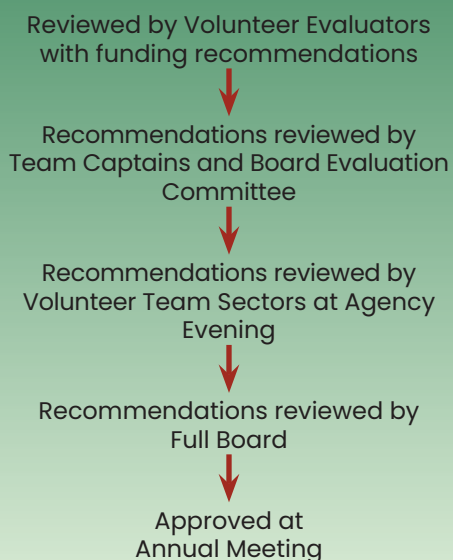 Reviewed by Volunteer Evaluators
with funding recommendations
Recommendations reviewed by
Team Captains and Board Evaluation
Committee
Recommendations reviewed by
Volunteer Team Sectors at Agency
Evening
Recommendations reviewed by
Full Board
Approved at
Annual Meeting